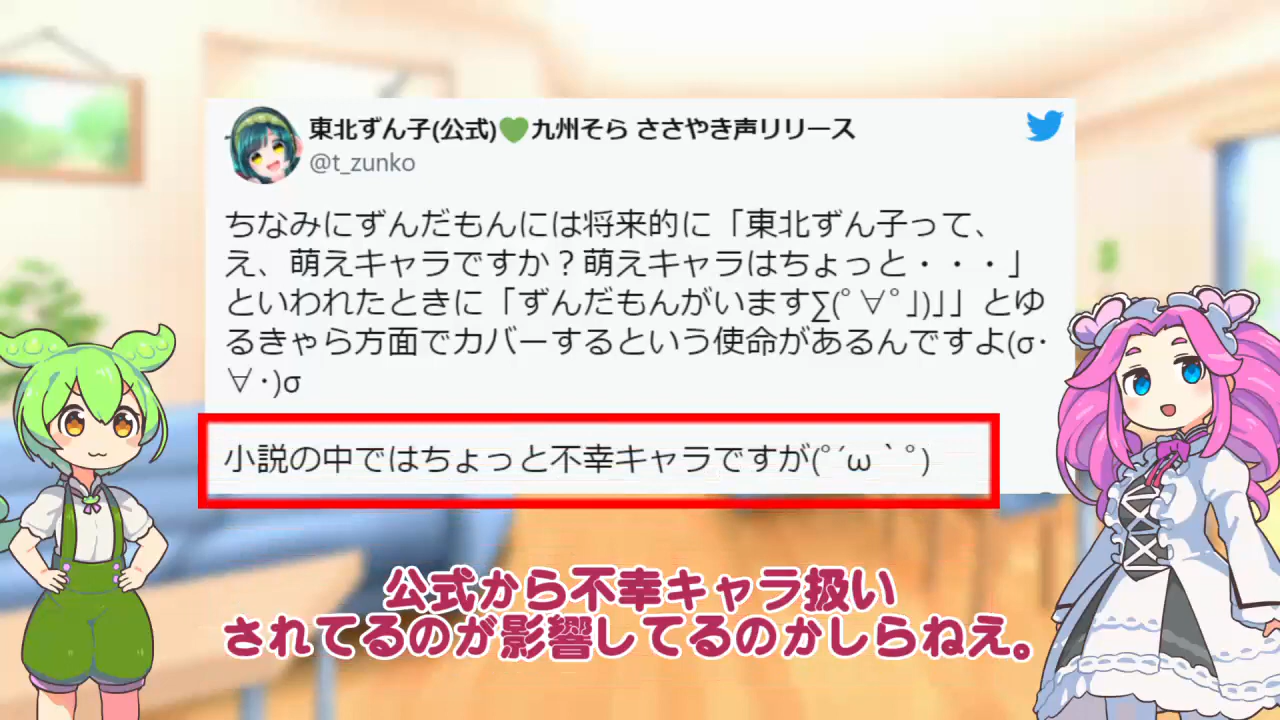 東北ずん子(公式)💚九州そら ささやき声リリース
@t_zunko
ちなみにずんだもんには将来的に「東北ずん子って、
え、萌えキャラですか？萌えキャラはちょっと・・・」
といわれたときに「ずんだもんがいます∑(ﾟ∀ﾟ｣)｣」とゆ
るきゃら方面でカバーするという使命があるんですよ(σ・
∀・)σ
小説の中ではちょっと不幸キャラですが(ﾟ´ω｀ﾟ)
公式から不幸キャラ扱い
されてるのが影響してるのかしらねえ。